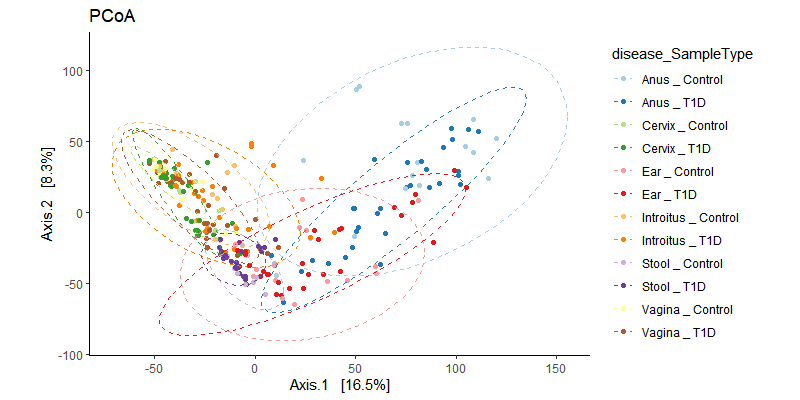 PCoA
Axis.2 [8.3%]
100
50
0
-50
-100
-50
0
50
100
150
Axis.1 [16.5%]
disease_SampleType
Anus _ Control
Anus _ T1D
Cervix _ Control
Cervix _ T1D
Ear _ Control
Ear _ T1D
Introitus _ Control
Introitus _ T1D
Stool _ Control
Stool _ T1D
Vagina _ Control
Vagina _ T1D